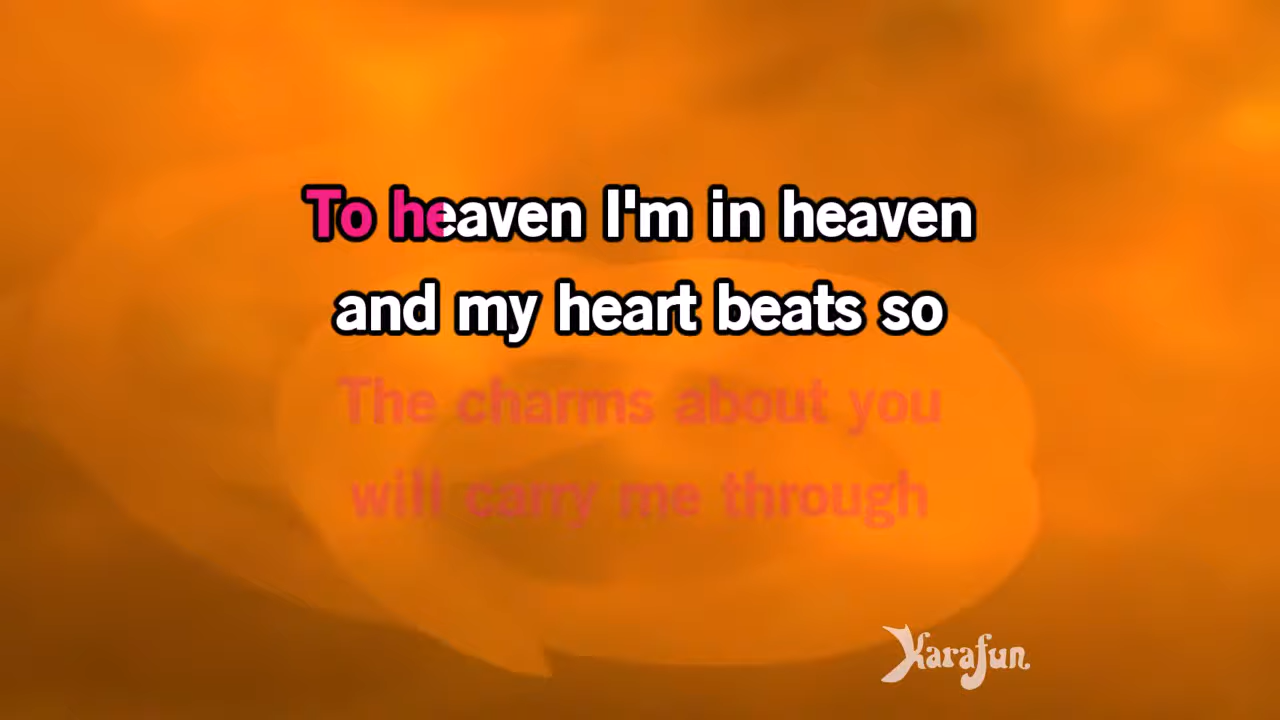 To heaven I'm in heaven
and my heart beats so
The charms about you
will carry me through
Karafun